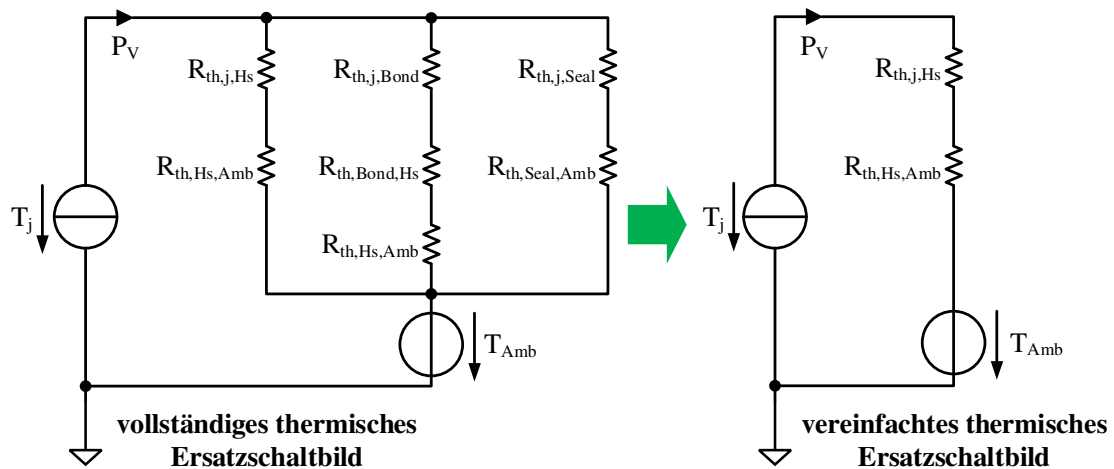 P_V
R_th,j,Hs
R_th,j,Bond
R_th,j,Seal
R_th,Hs,Amb
R_th,Bond,Hs
R_th,Seal,Amb
R_th,Hs,Amb
T_j
T_Amb
vollständiges thermisches
Ersatzschaltbild
P_V
R_th,j,Hs
R_th,Hs,Amb
T_j
T_Amb
vereinfachtes thermisches
Ersatzschaltbild